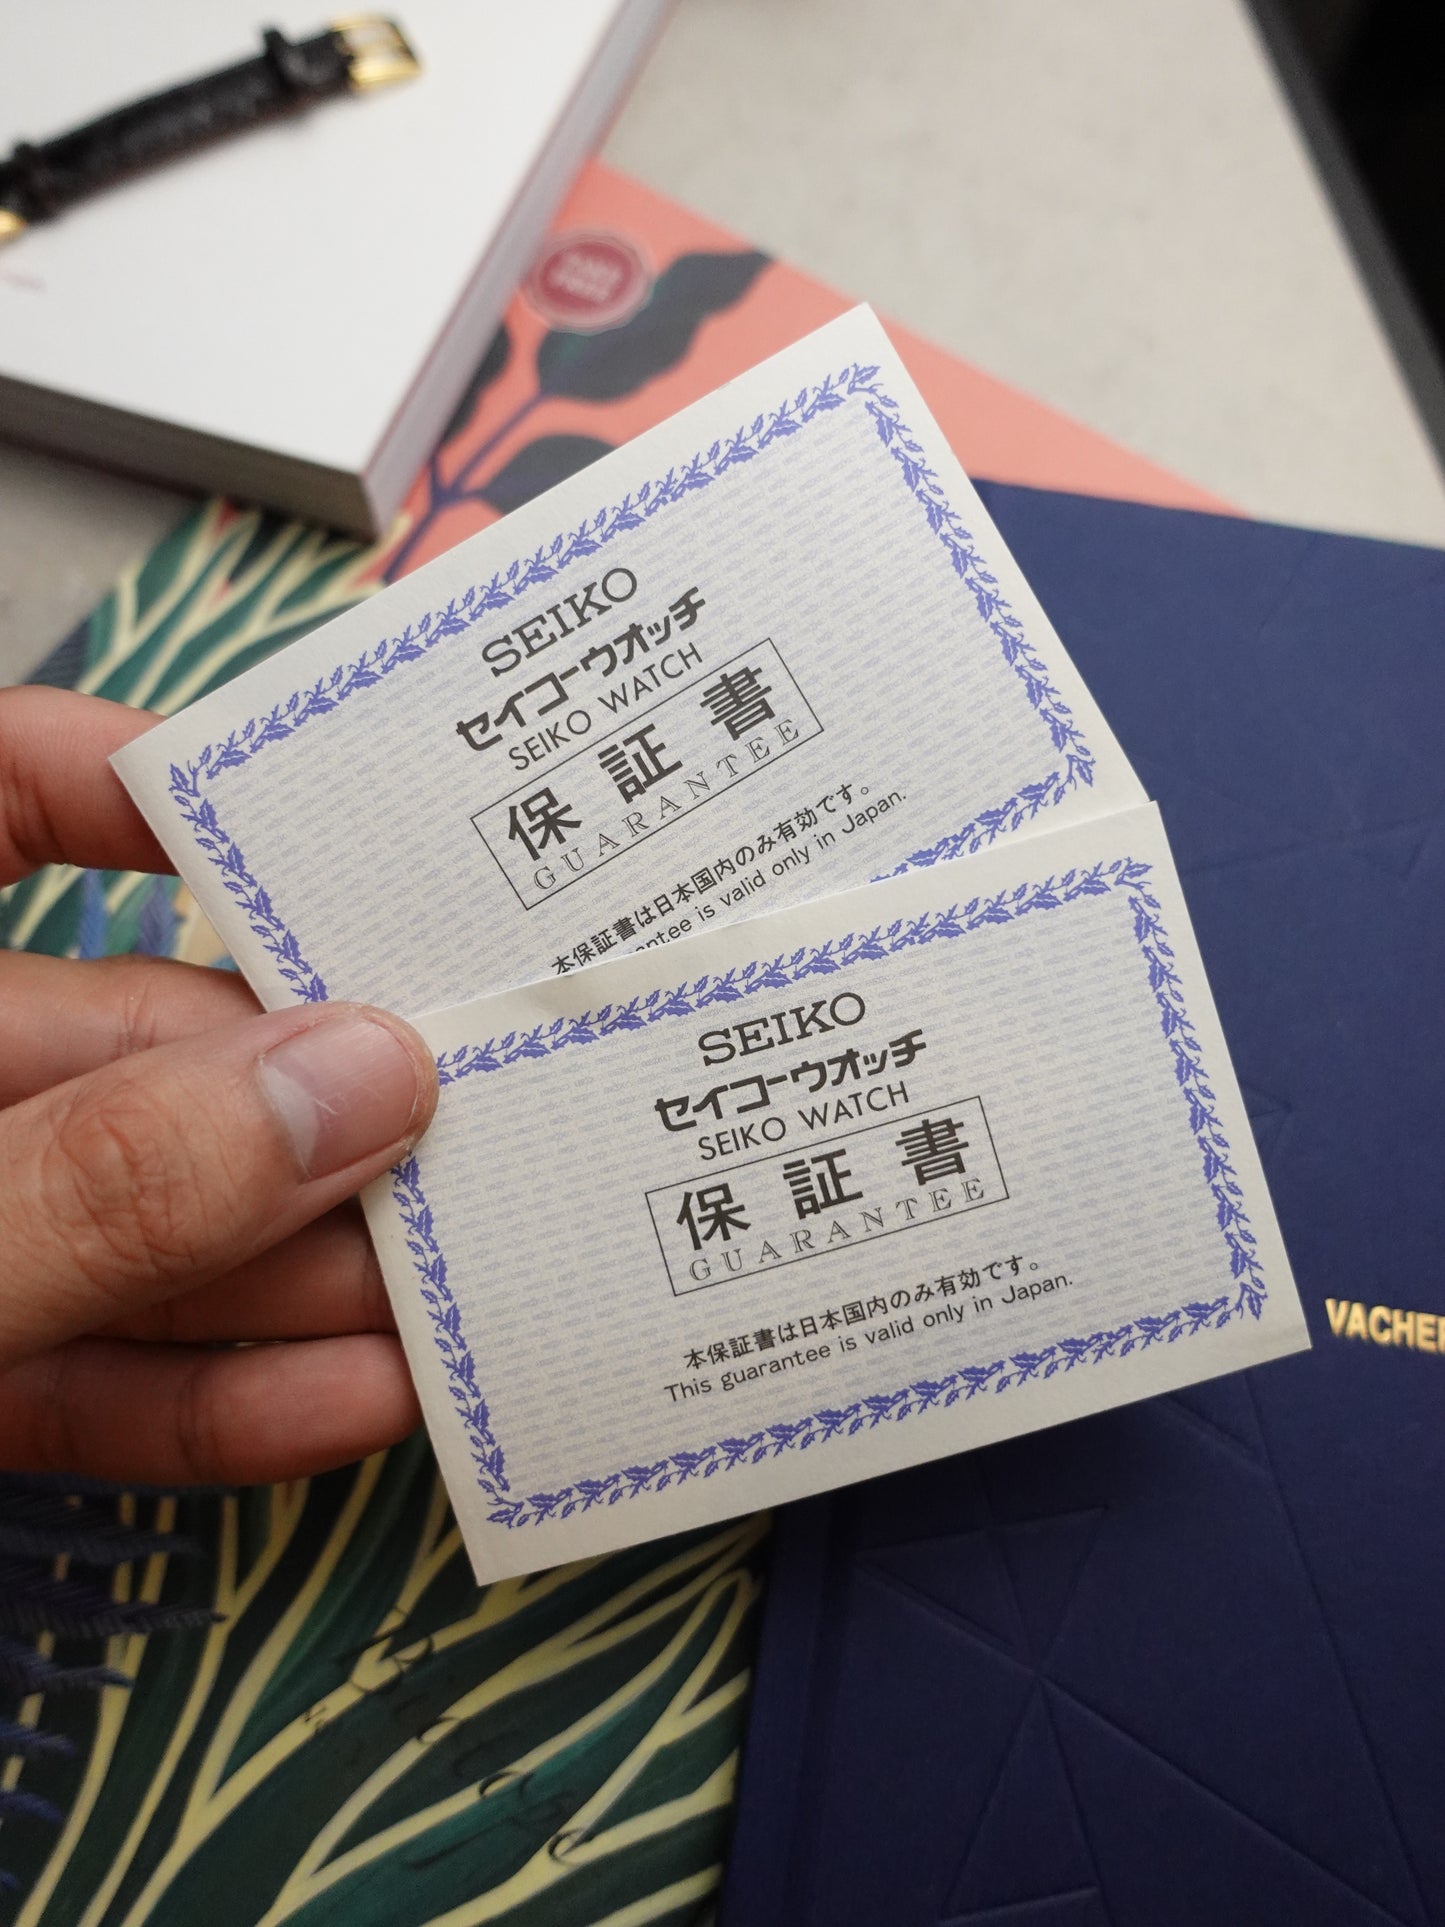 SEIKO
セイコーウオッチ
SEIKO WATCH
保証書
GUARANTEE
本保証書は日本国内のみ有効です。
is valid only in Japan.
SEIKO
セイコーウオッチ
SEIKO WATCH
保証書
GUARANTEE
本保証書は日本国内のみ有効です。
This guarantee is valid only in Japan.